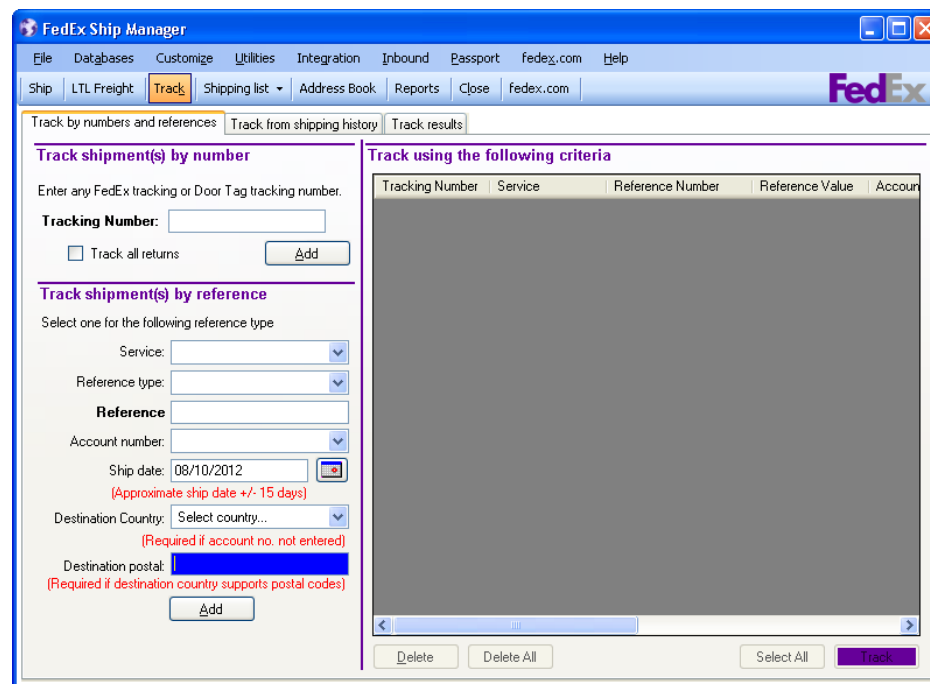 FedEx Ship Manager
File Databases Customize Utilities Integration Inbound Passport fedex.com Help
Ship LTL Freight Track Shipping list Address Book Reports Close fedex.com FedEx
Track by numbers and references Track from shipping history Track results
Track shipment(s) by number
Enter any FedEx tracking or Door Tag tracking number.
Tracking Number:
Track all returns Add
Track shipment(s) by reference
Select one for the following reference type
Service:
Reference type:
Reference
Account number:
Ship date: 08/10/2012
(Approximate ship date +/- 15 days)
Destination Country: Select country...
(Required if account no. not entered)
Destination postal:
(Required if destination country supports postal codes)
Add
Track using the following criteria
Tracking Number Service Reference Number Reference Value Accoun
Delete Delete All Select All Track